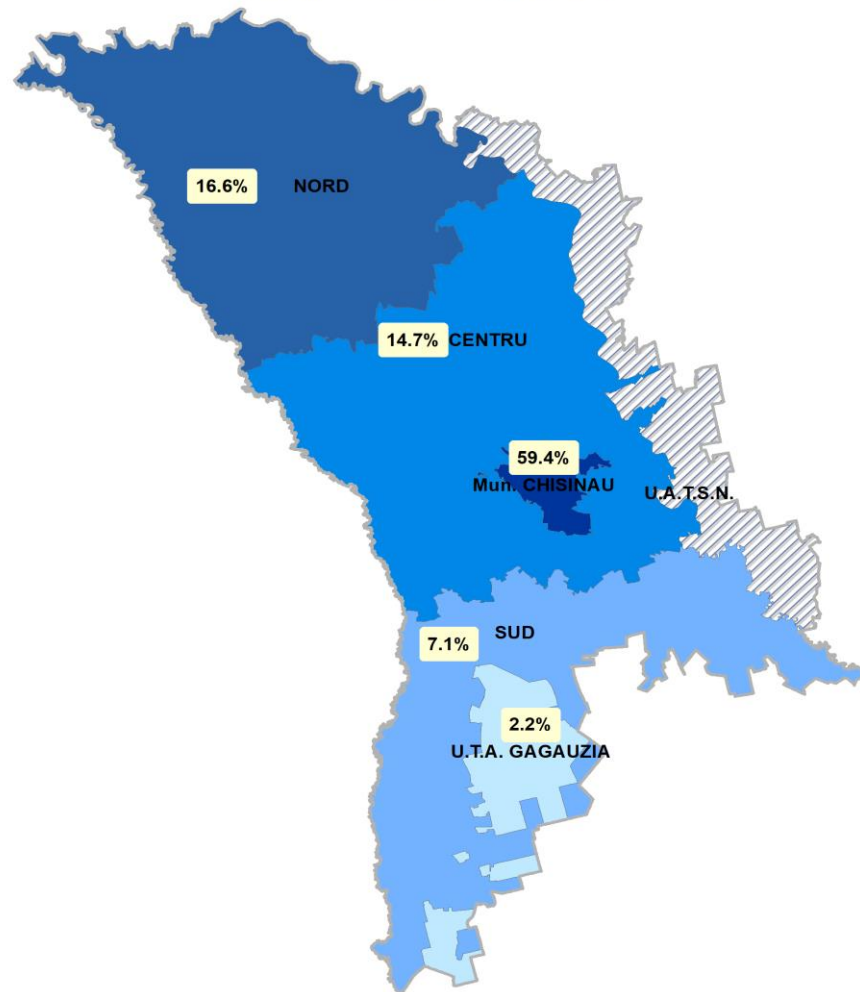 16.6% NORD
14.7% CENTRU
59.4%
Mun. CHISINAU
U.A.T.S.N.
SUD
7.1%
2.2%
U.T.A. GAGAUZIA